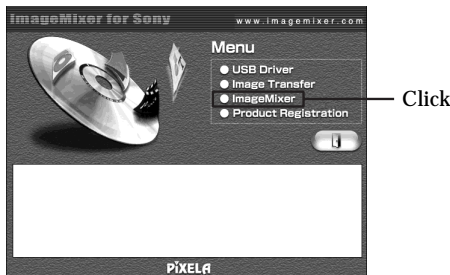 ImageMixer for Sony
www.imagemixer.com
Menu
USB Driver
Image Transfer
ImageMixer
Product Registration
Click
PIXELA